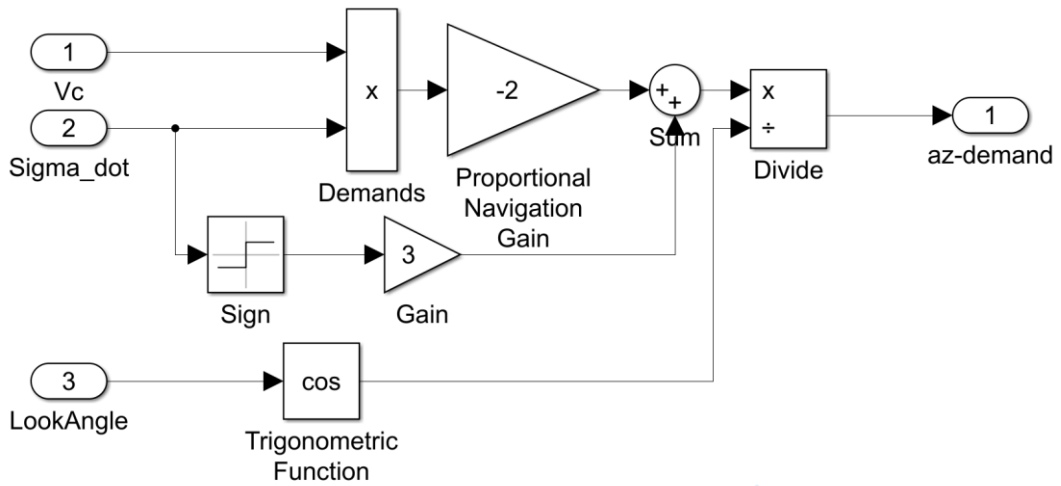 1
Vc
2
Sigma_dot
x
Demands
-2
Proportional
Navigation
Gain
+
+
Sum
x
÷
Divide
1
az-demand
Sign
3
Gain
3
LookAngle
cos
Trigonometric
Function